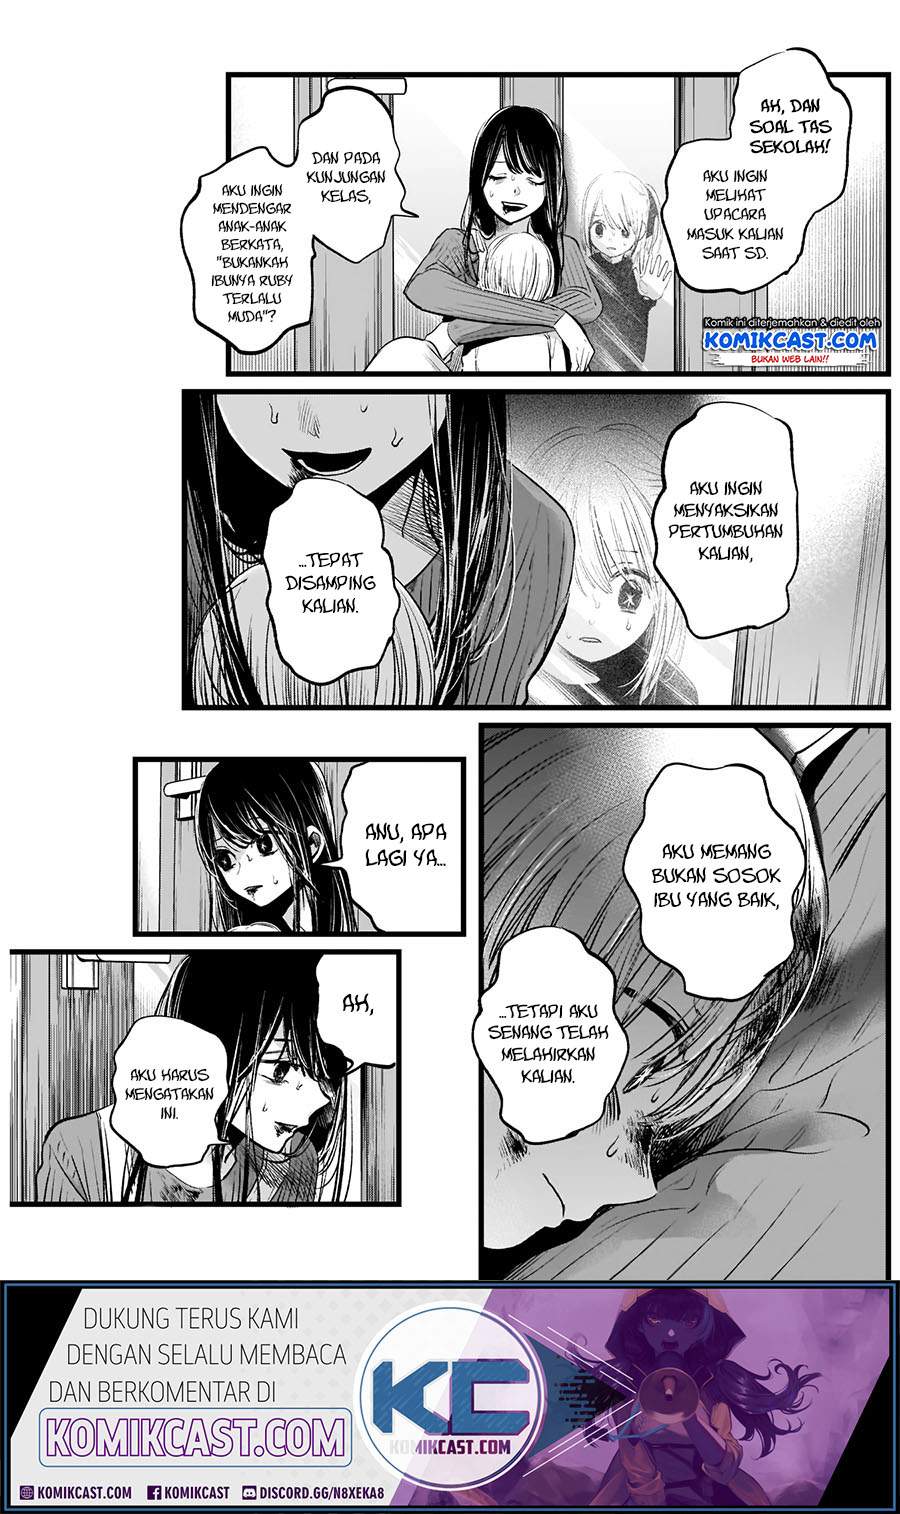 AH, DAN
SOAL TAS
SEKOLAH!
AKU INGIN
MELIHAT
UPACARA
MASUK KALIAN
SAAT SD.
DAN PADA
KUNJUNGAN
KELAS,
AKU INGIN
MENDENGAR
ANAK-ANAK
BERKATA,
"BUKANKAH
IBUNYA RUBY
TERLALU
MUDA"?
Komik ini diterjemahkan & diedit oleh
KOMIKCAST.COM
BUKAN WEB LAIN!!
AKU INGIN
MENYAKSIKAN
PERTUMBUHAN
KALIAN,
...TEPAT
DISAMPING
KALIAN.
AKU MEMANG
BUKAN SOSOK
IBU YANG BAIK,
...TETAPI AKU
SENANG TELAH
MELAHIRKAN
KALIAN.
ANU, APA
LAGI YA...
AH,
AKU HARUS
MENGATAKAN
INI.
DUKUNG TERUS KAMI
DENGAN SELALU MEMBACA
DAN BERKOMENTAR DI
KOMIKCAST.COM
KOMIKCAST.COM
KOMIKCAST
DISCORD.GG/N8XEKA8
KC
KOMIKCAST.COM